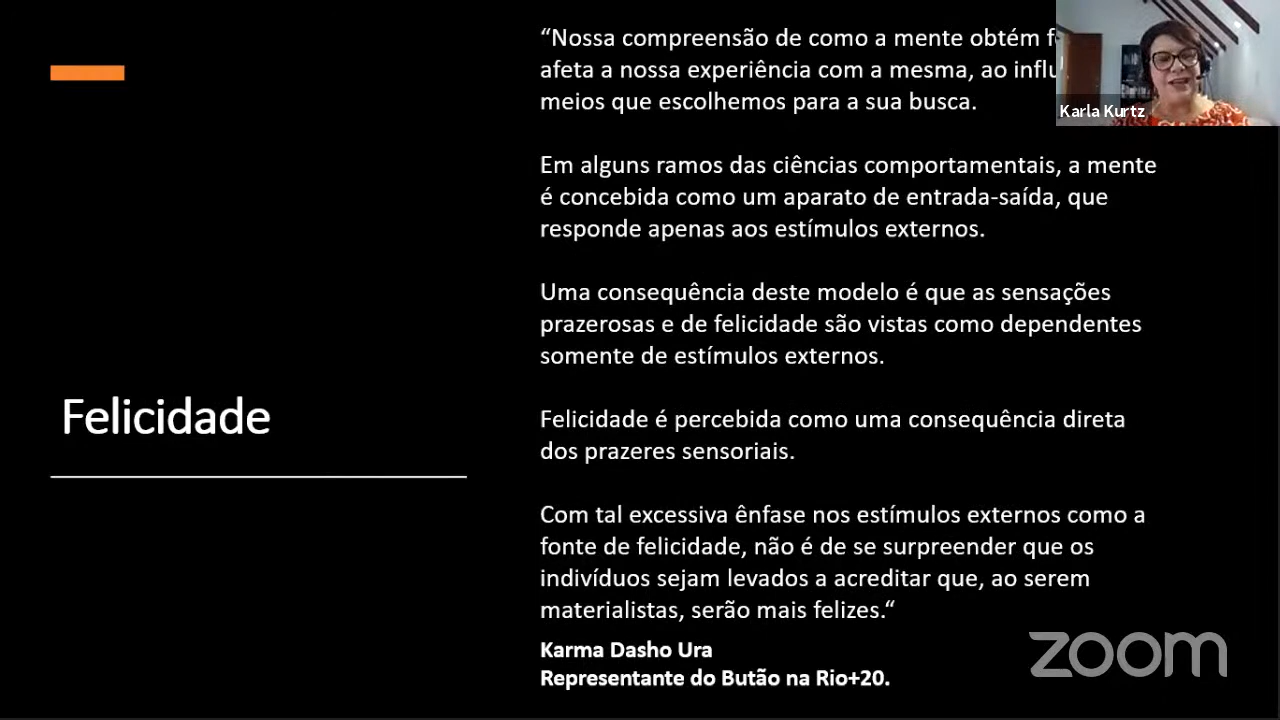 “Nossa compreensão de como a mente obtém
afeta a nossa experiência com a mesma, ao
meios que escolhemos para a sua busca.
Em alguns ramos das ciências comportamentais, a mente
é concebida como um aparato de entrada-saída, que
responde apenas aos estímulos externos.
Uma consequência deste modelo é que as sensações
prazerosas e de felicidade são vistas como dependentes
somente de estímulos externos.
Felicidade é percebida como uma consequência direta
dos prazeres sensoriais.
Com tal excessiva ênfase nos estímulos externos como a
fonte de felicidade, não é de se surpreender que os
indivíduos sejam levados a acreditar que, ao serem
materialistas, serão mais felizes.“
Karma Dasho Ura
Representante do Butão na Rio+20.
Felicidade
Karla Kurtz
zoom